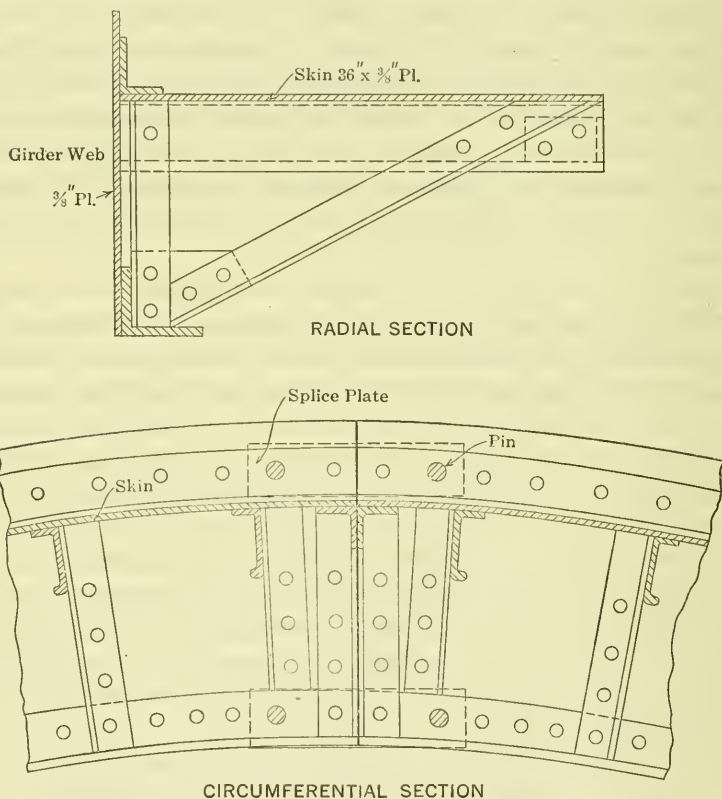 Skin 36" x 3/8" Pl.
Girder Web
3/8" Pl.
RADIAL SECTION
Splice Plate
Pin
Skin
CIRCUMFERENTIAL SECTION